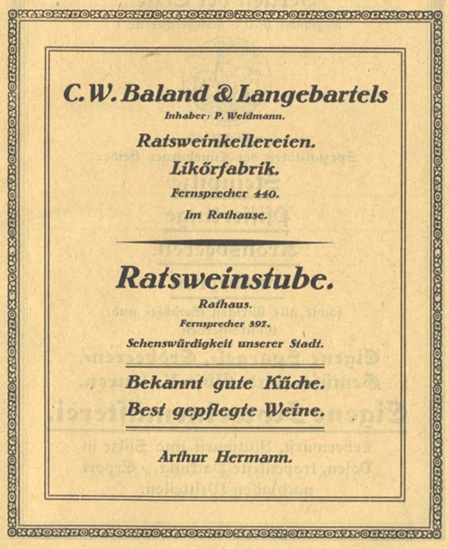 C. W. Baland & Langebartels
Inhaber: P. Weidmann.
Ratsweinkellereien.
Likörfabrik.
Fernsprecher 440.
Im Rathause.
Ratsweinstube.
Rathaus.
Fernsprecher 397.
Sehenswürdigkeit unserer Stadt.
Bekannt gute Küche.
Best gepflegte Weine.
Arthur Hermann.